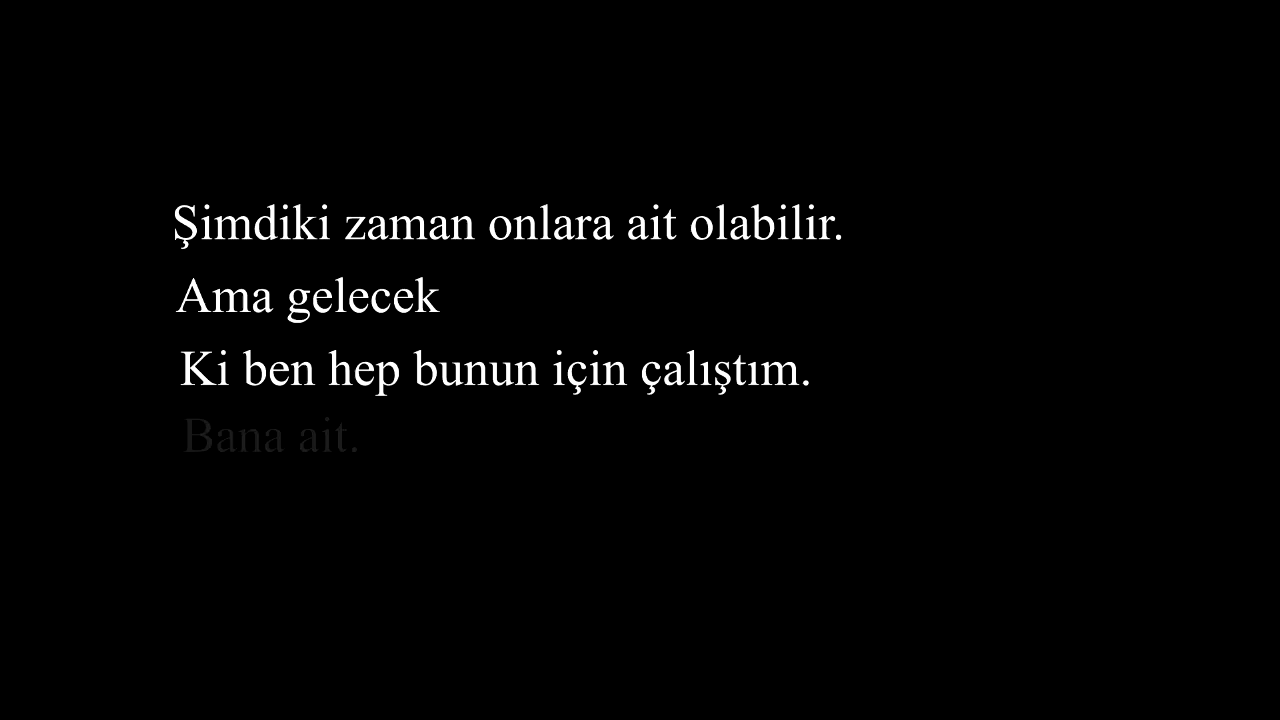 Şimdiki zaman onlara ait olabilir.
Ama gelecek
Ki ben hep bunun için çalıştım.
Bana ait.